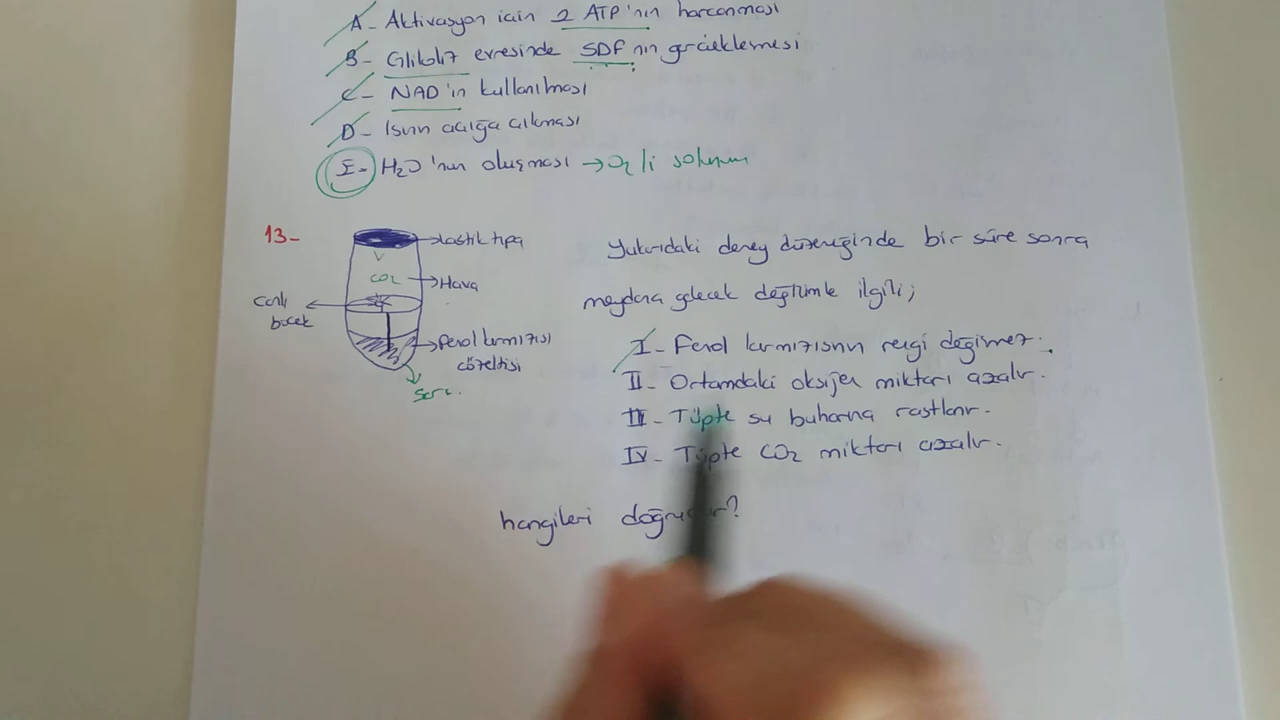 A- Aktivasyon için 2 ATP'nin harcanması
B- Glikoliz evresinde SDF nin gerçeklemesi
C- NAD'ın kullanılması
D- Isının açığa çıkması
E- H₂O'nun oluşması → O₂ li solunum
13-
lastik tıpa
CO₂
Hava
Canlı böcek
Fenol kırmızısı çözeltisi
Sarı
Yukarıdaki deney düzeneğinde bir süre sonra
meydana gelecek değişimle ilgili;
I- Fenol kırmızısının rengi değişmez.
II- Ortamdaki oksijen miktarı azalır.
III- Tüpte su buharına rastlanır.
IV- Tüpte CO₂ miktarı azalır.
hangileri doğrudur?